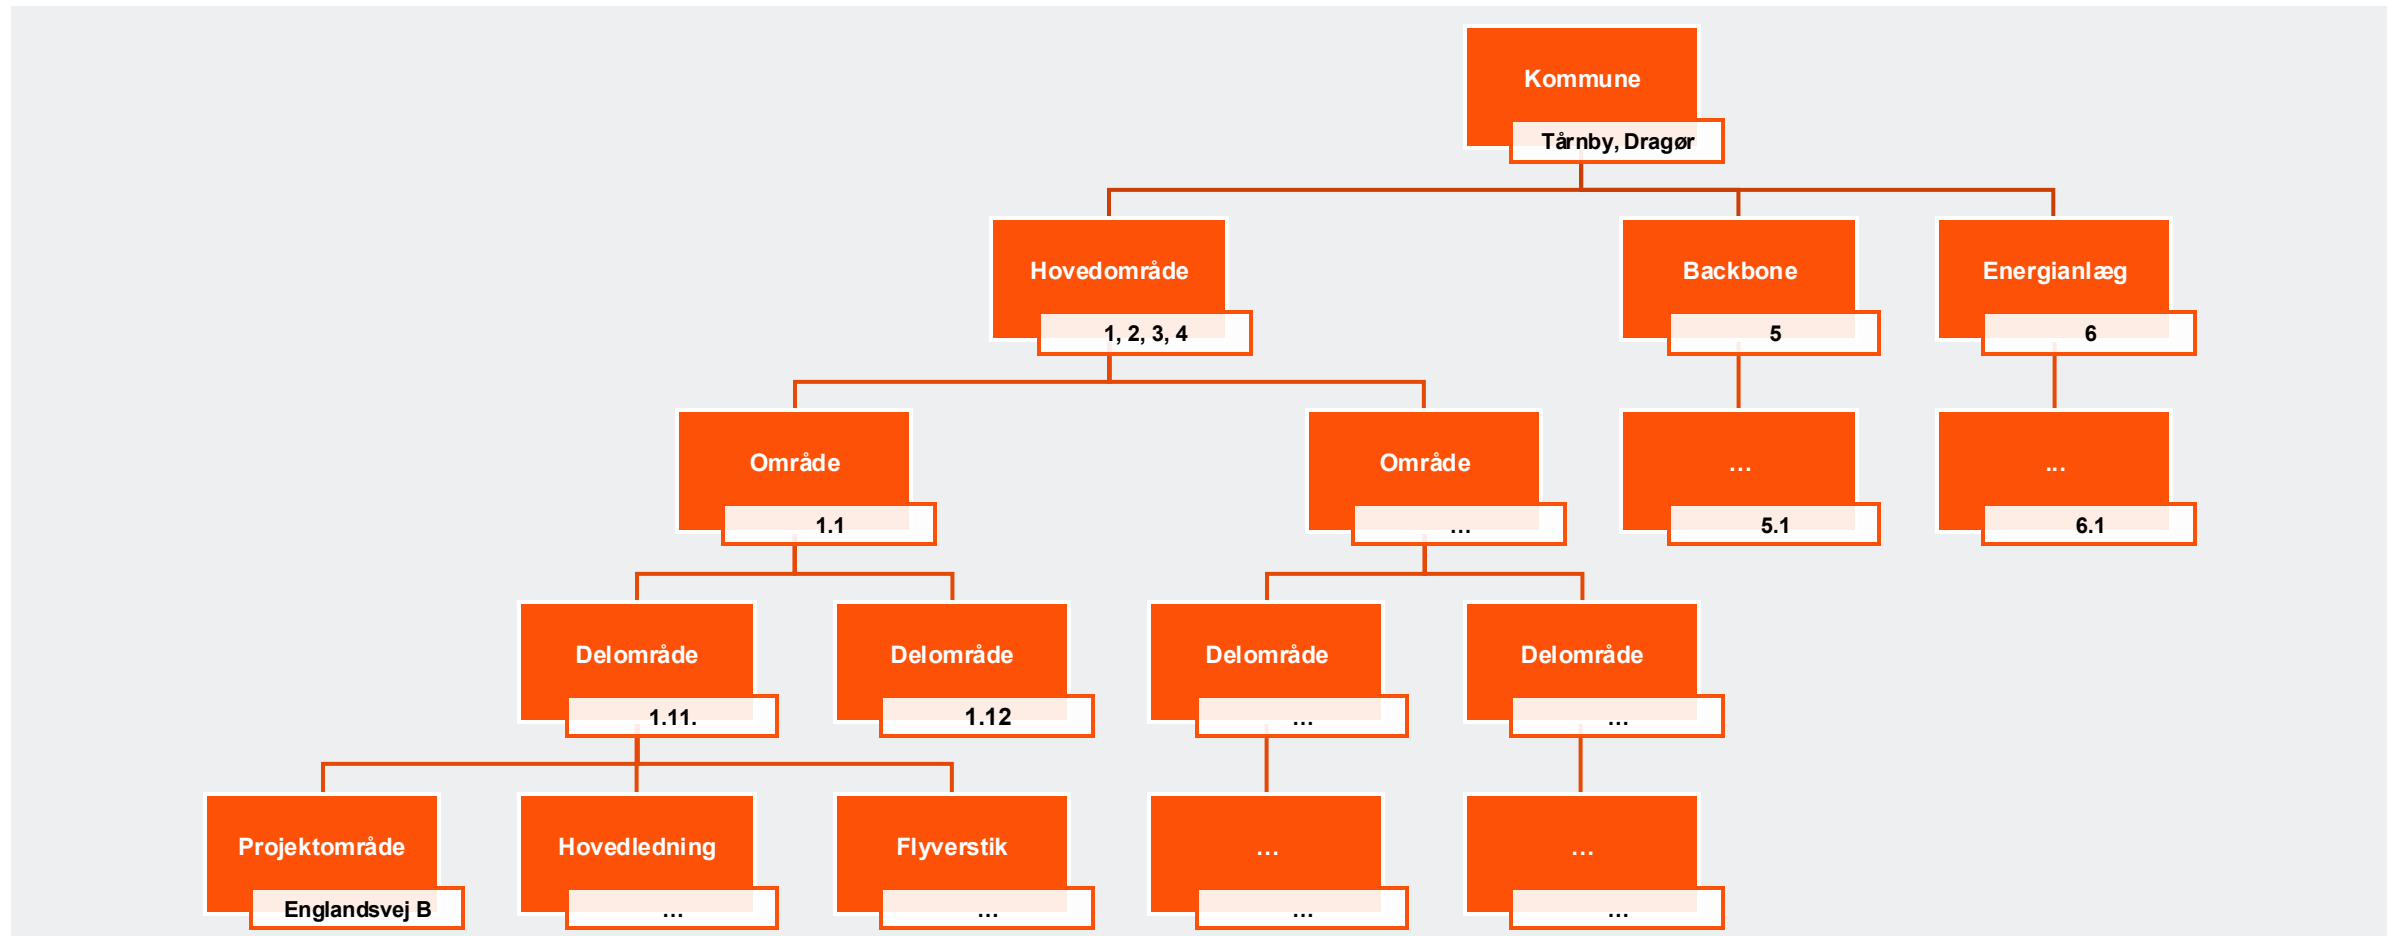 Kommune
Tårnby, Dragør
Hovedområde
1, 2, 3, 4
Backbone
5
Energianlæg
6
Område
1.1
Område
…
…
5.1
...
6.1
Delområde
1.11.
Delområde
1.12
Delområde
…
Delområde
…
Projektområde
Englandsvej B
Hovedledning
…
Flyverstik
…
…
…
…
…